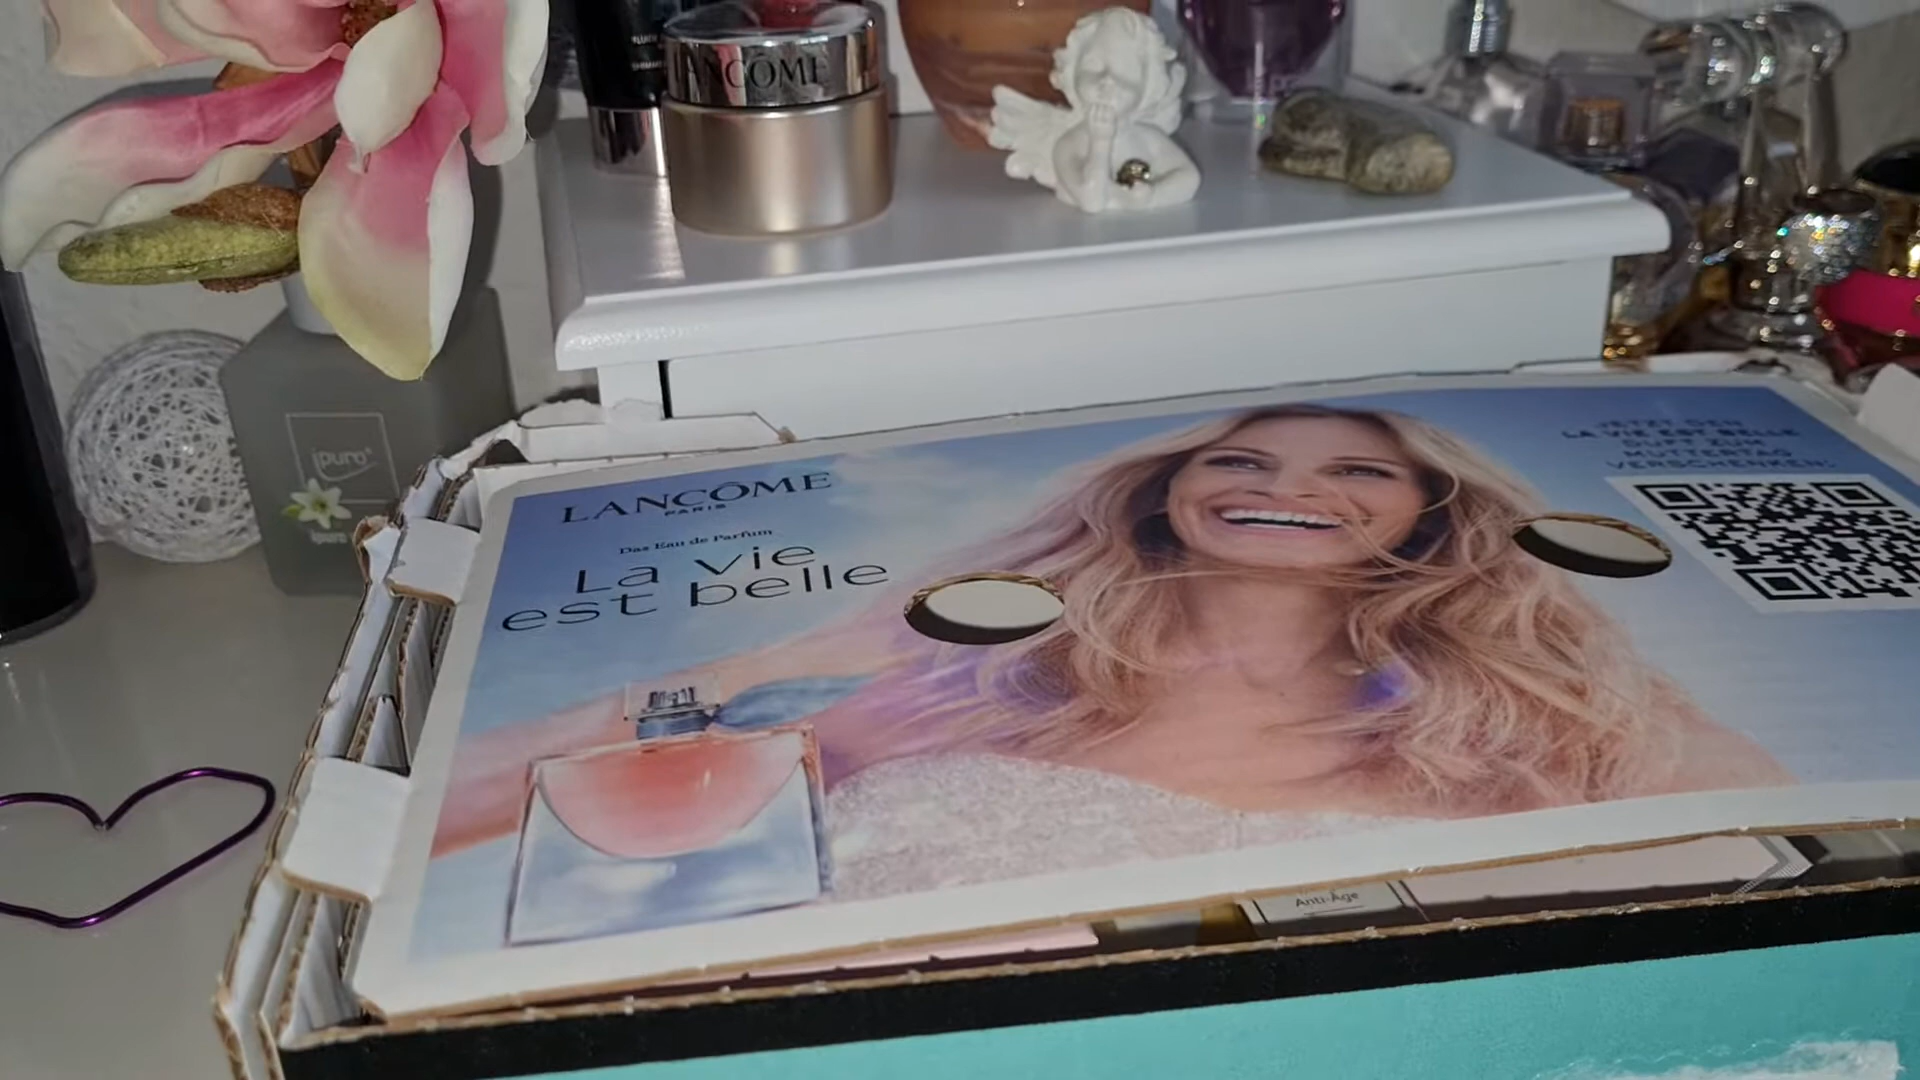 LANCÔME
ipuro
LANCÔME
PARIS
Das Eau de Parfum
La vie
est belle
JETZT DEN
LA VIE EST BELLE
DUFT ZUM
MUTTERTAG
VERSCHENKEN:
Anti-Age